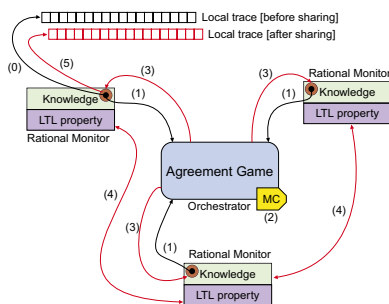 Local trace [before sharing]
Local trace [after sharing]
(0)
(5)
(3)
(3)
Rational Monitor
Knowledge
(1)
(1)
Knowledge
LTL property
LTL property
Rational Monitor
Agreement Game
MC
Orchestrator
(2)
(4)
(4)
(3)
(1)
Rational Monitor
Knowledge
LTL property